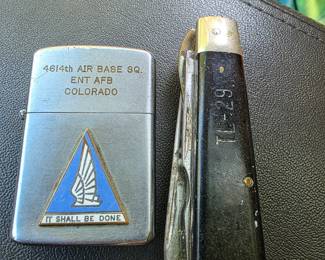 4614th AIR BASE SQ.
ENT AFB
COLORADO
IT SHALL BE DONE
TL-29